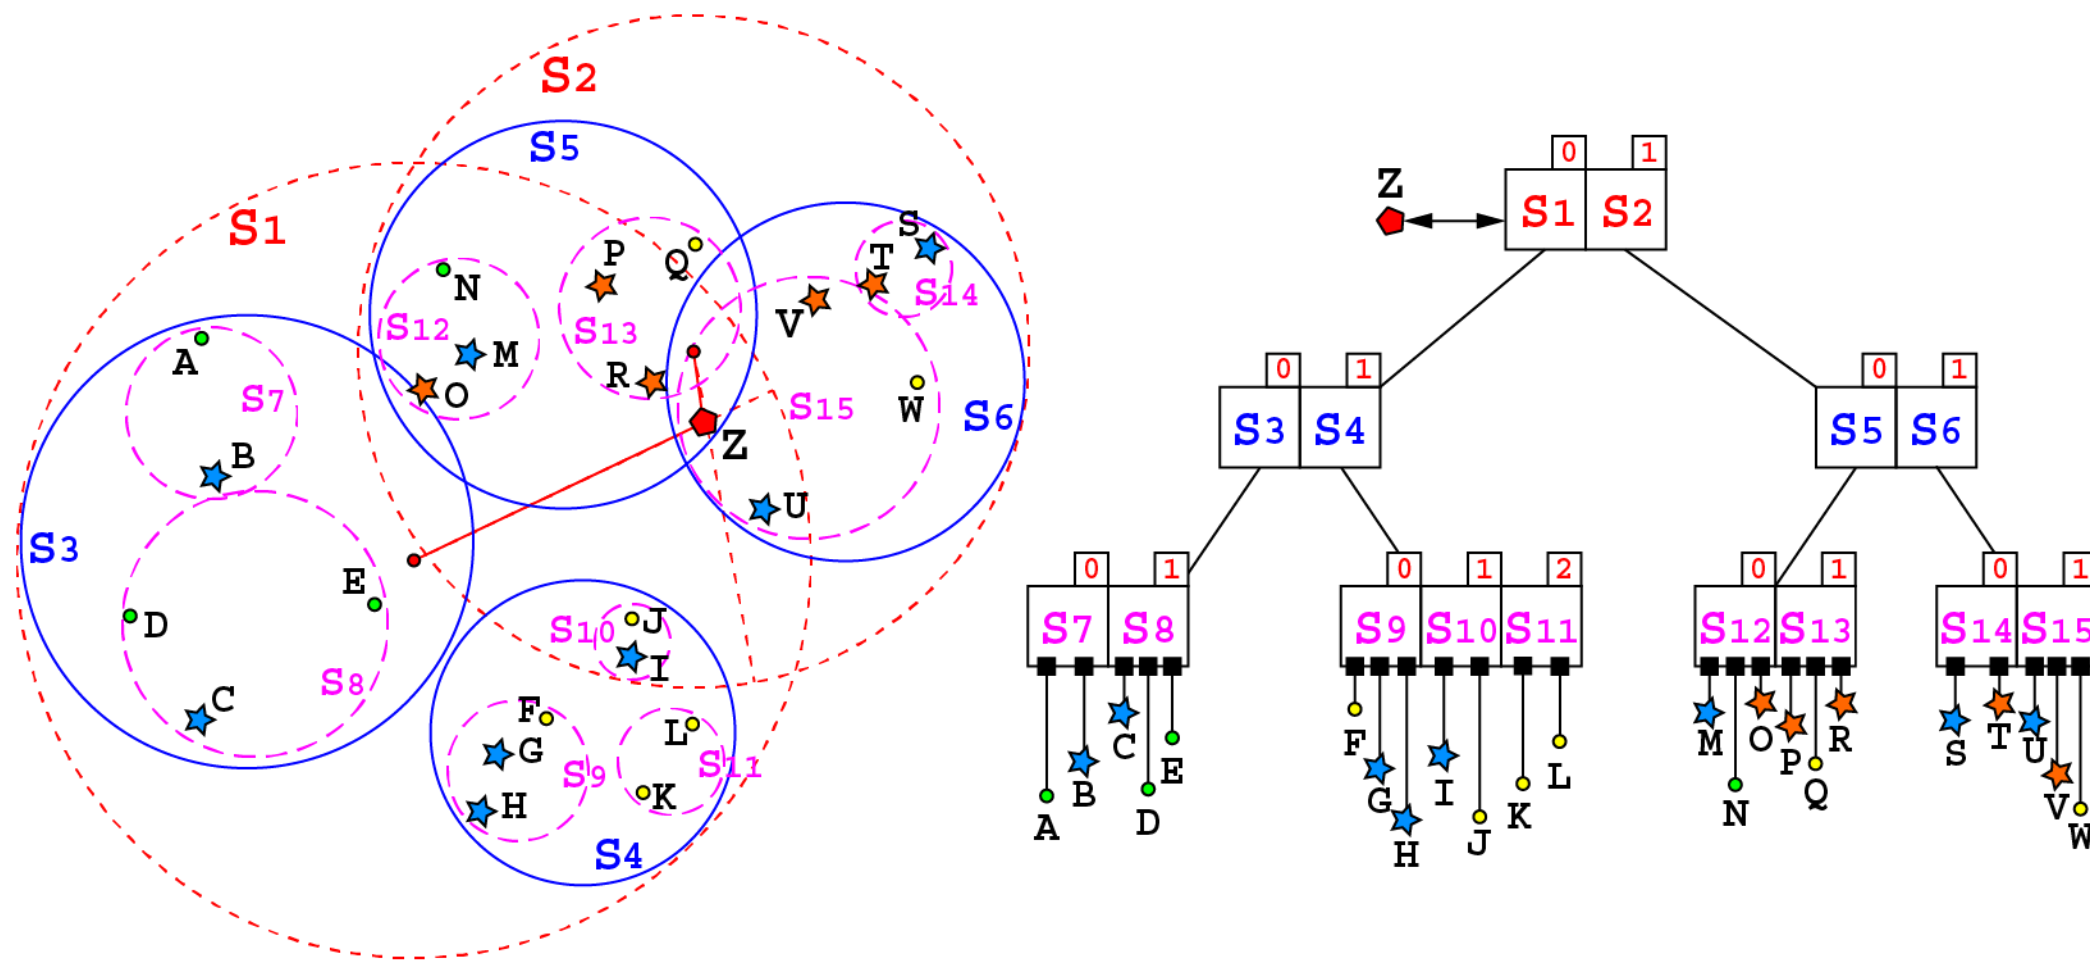 S2
S5
S1
S
P
Q
T
N
S14
S12
S13
V
A
M
R
S7
O
S15
W
S6
B
Z
U
S3
E
D
S10
J
I
S8
C
F
L
G
S9
S11
K
H
S4
0 1
Z
S1 S2
0 1
S3 S4
0 1
S5 S6
0 1
S7 S8
0 1 2
S9 S10 S11
0 1
S12 S13
0 1
S14 S15
A B C D E
F G H I J K L
M N O P Q R
S T U V W